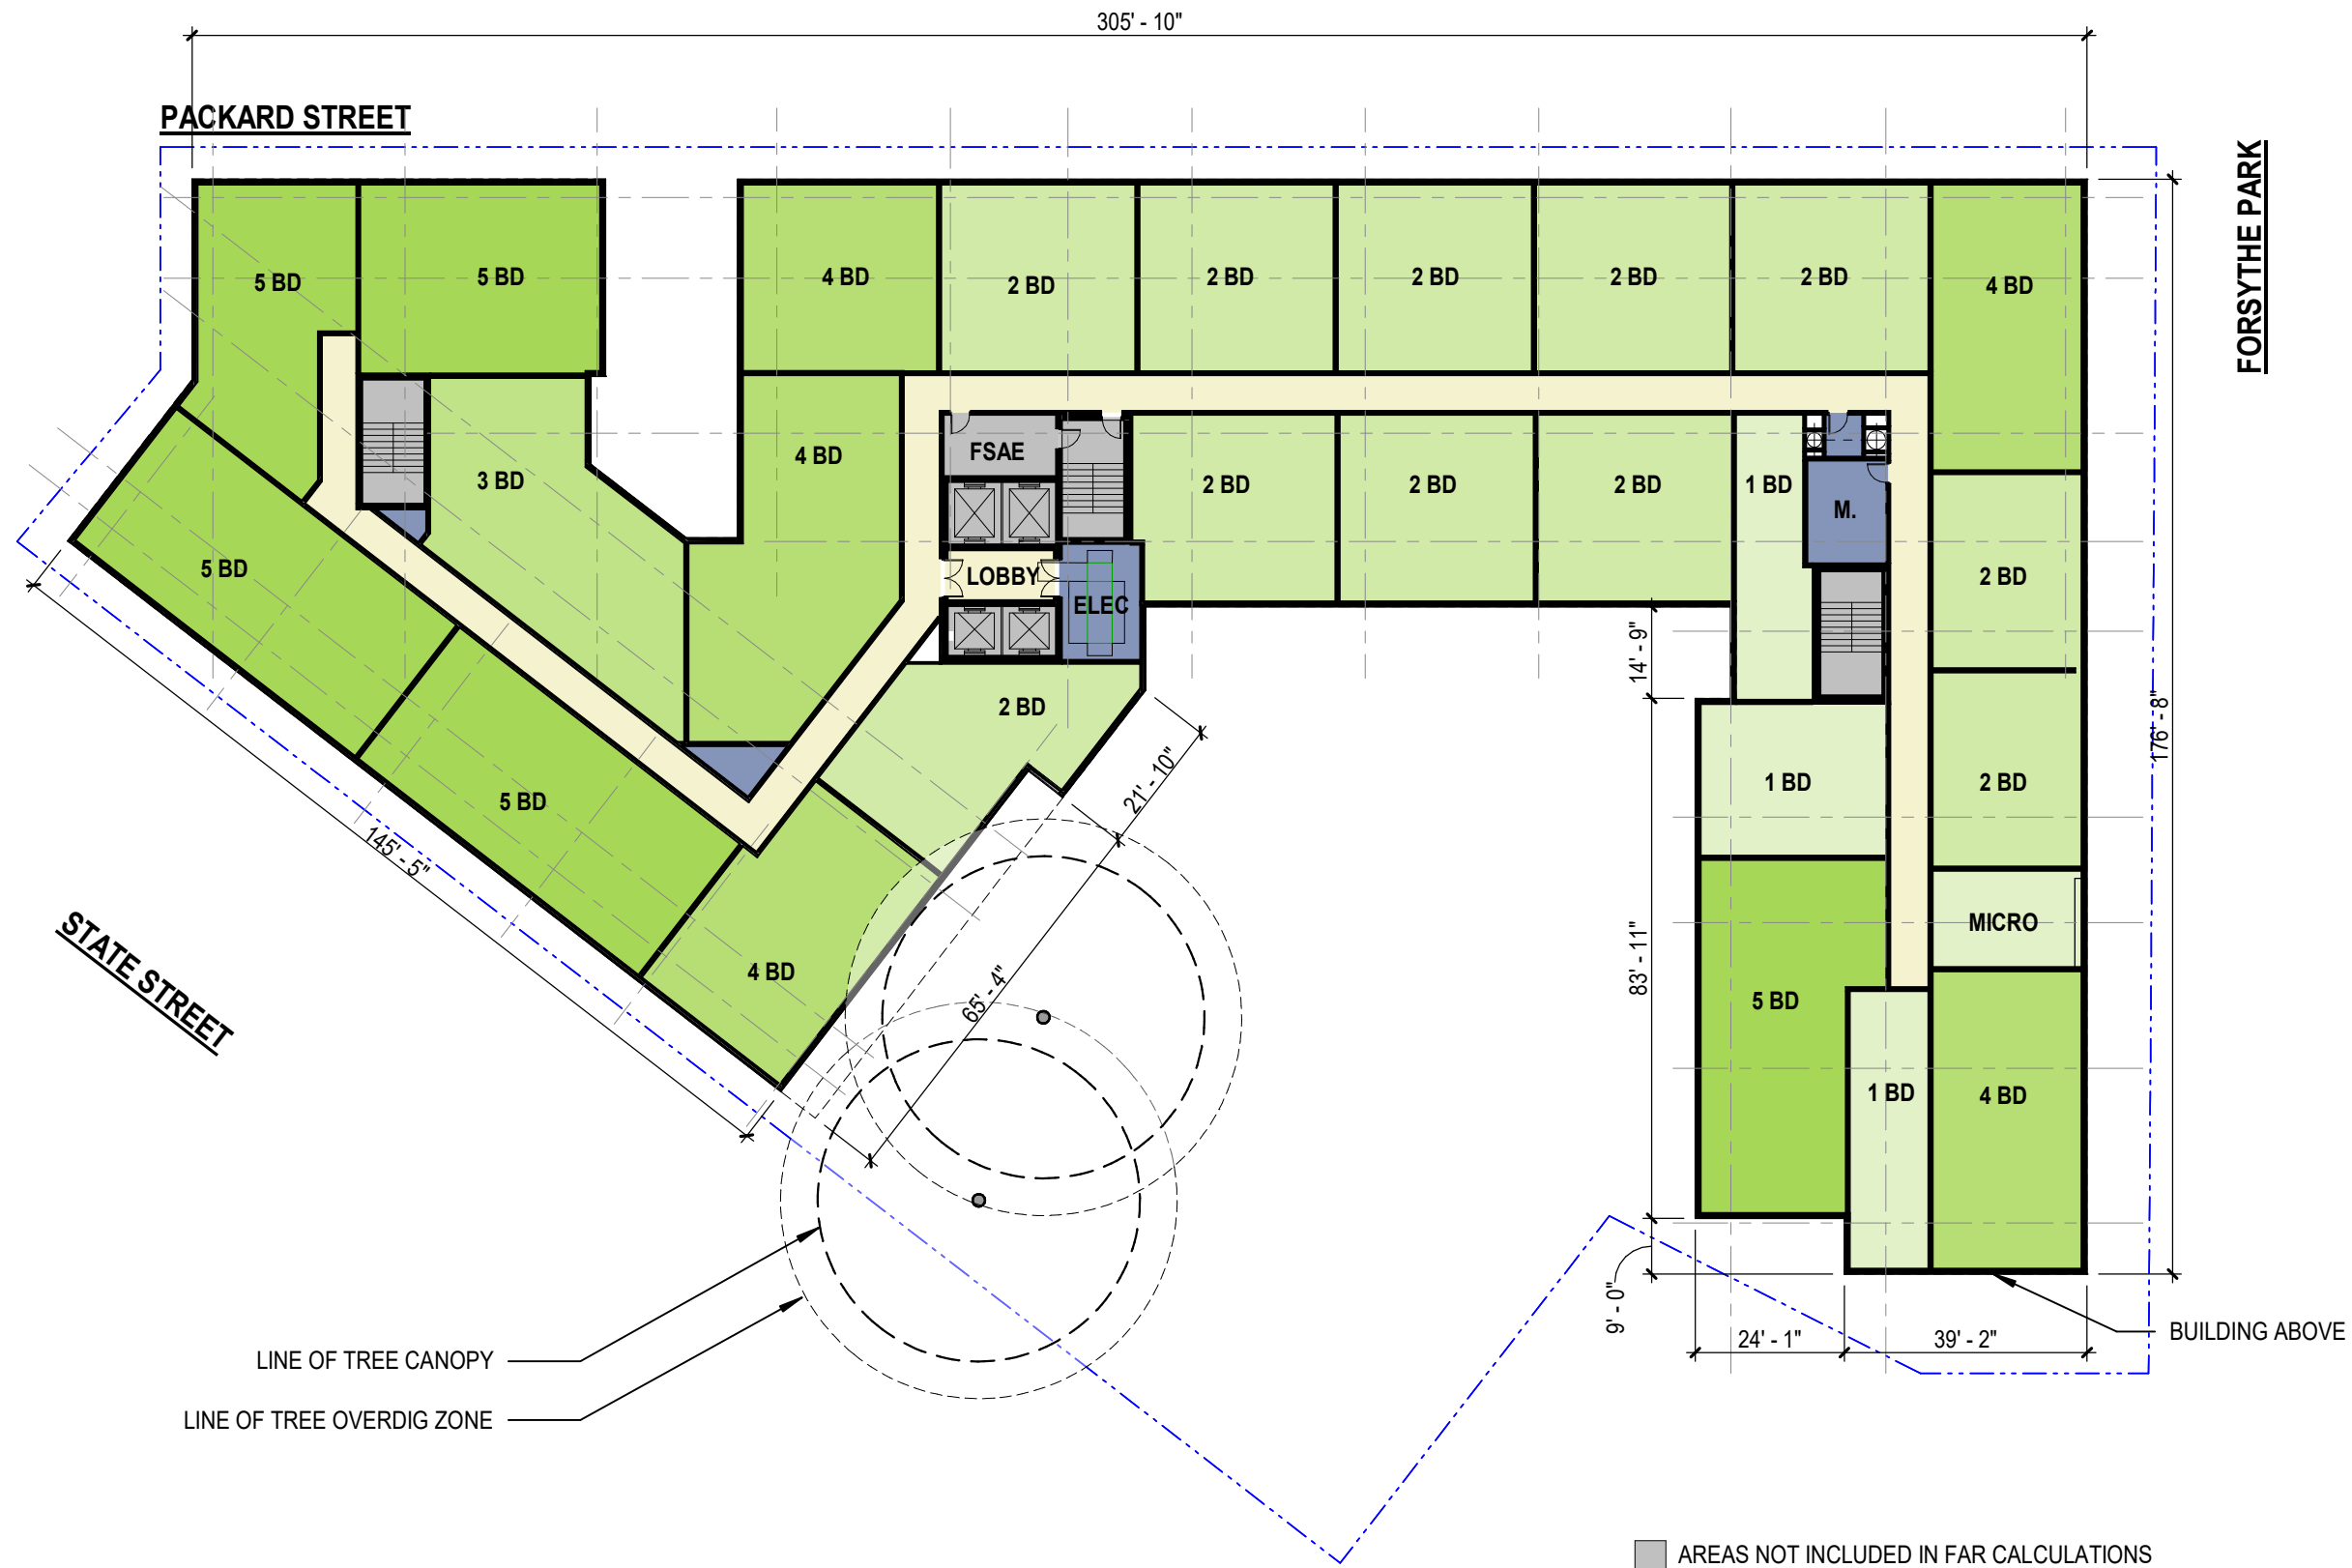 305' - 10"
PACKARD STREET
FORSYTHE PARK
5 BD
5 BD
4 BD
2 BD
2 BD
2 BD
2 BD
2 BD
4 BD
3 BD
4 BD
FSAE
2 BD
2 BD
2 BD
1 BD
M.
5 BD
LOBBY
ELEC
2 BD
14' - 9"
2 BD
176' - 8"
21' - 10"
5 BD
1 BD
2 BD
145' - 5"
STATE STREET
4 BD
65' - 4"
83' - 11"
MICRO
5 BD
1 BD
4 BD
9' - 0"
24' - 1"
39' - 2"
BUILDING ABOVE
LINE OF TREE CANOPY
LINE OF TREE OVERDIG ZONE
AREAS NOT INCLUDED IN FAR CALCULATIONS